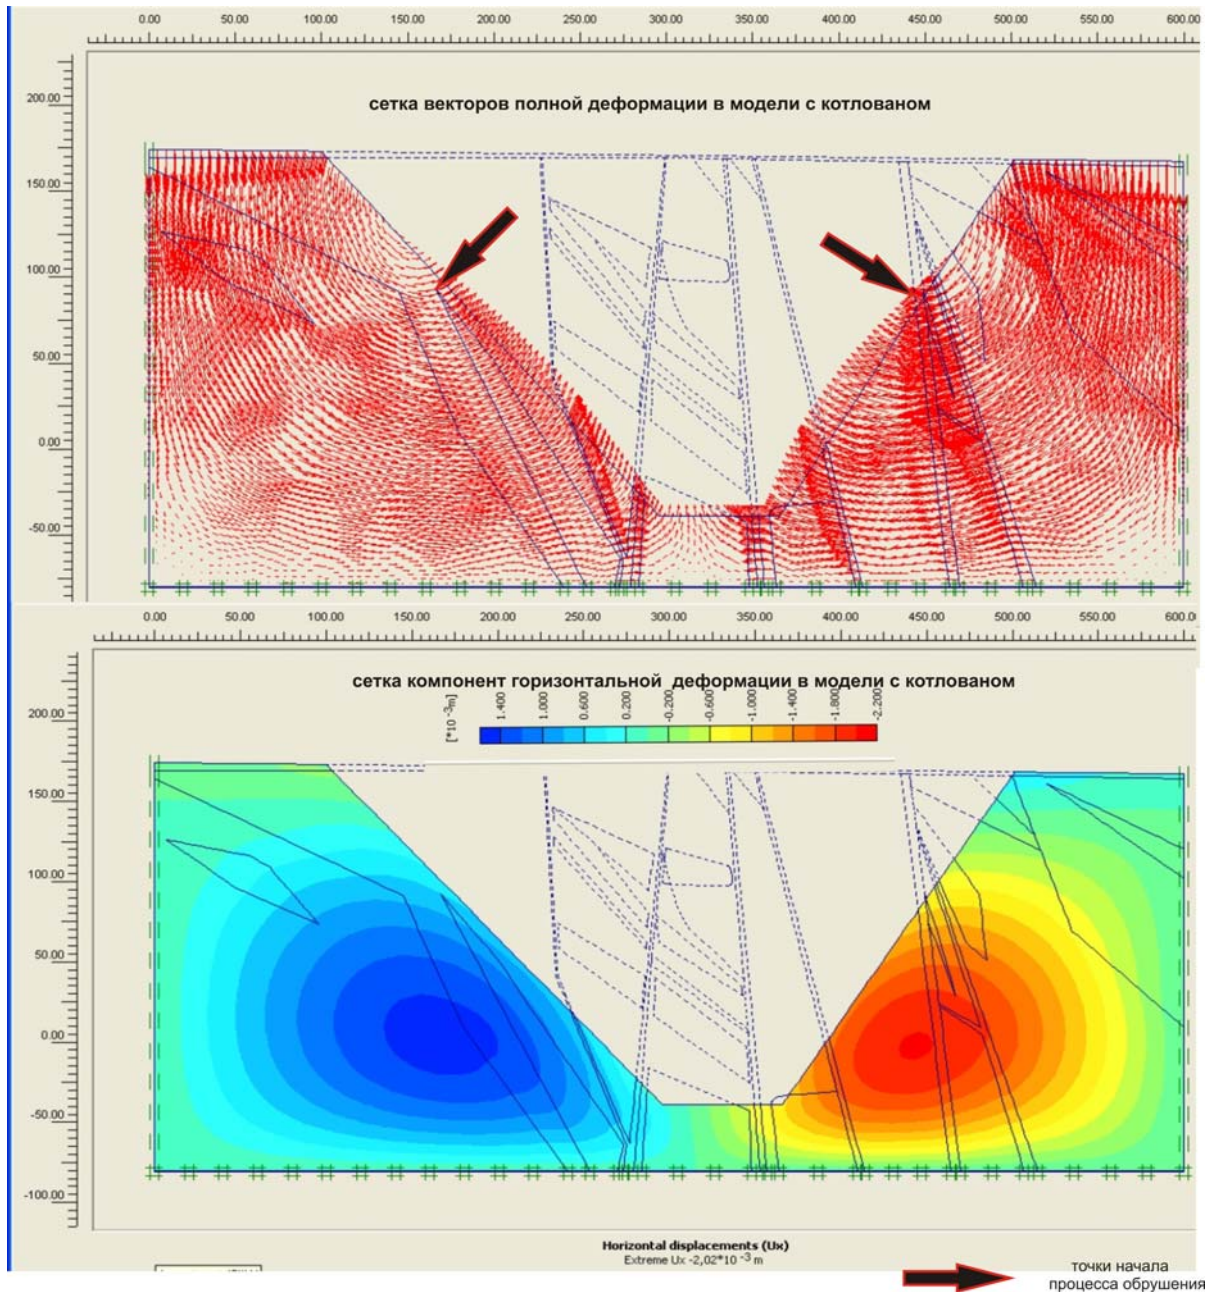 0.00 50.00 100.00 150.00 200.00 250.00 300.00 350.00 400.00 450.00 500.00 550.00 600.00
200.00
150.00
100.00
50.00
0.00
-50.00
сетка векторов полной деформации в модели с котлованом
0.00 50.00 100.00 150.00 200.00 250.00 300.00 350.00 400.00 450.00 500.00 550.00 600.00
сетка компонент горизонтальной деформации в модели с котлованом
[*10⁻³m]
1.400
1.000
0.600
0.200
-0.200
-0.600
-1.000
-1.400
-1.800
-2.200
200.00
150.00
100.00
50.00
0.00
-50.00
-100.00
Horizontal displacements (Ux)
Extreme Ux -2,02*10 ⁻³ m
точки начала
процесса обрушения